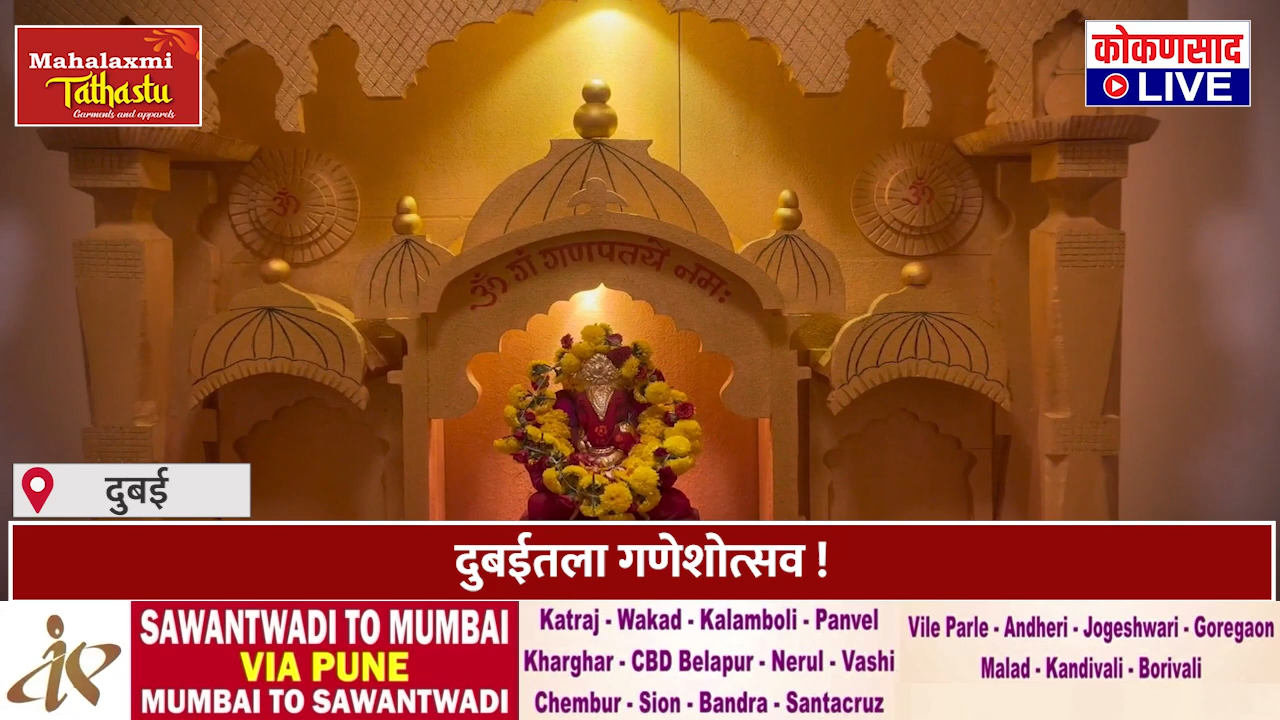 Mahalaxmi
Tathastu
Garments and apparels
कोकणसाद
LIVE
ॐ
ॐ
ॐ गं गणपतये नमः
दुबई
दुबईतला गणेशोत्सव !
SAWANTWADI TO MUMBAI
VIA PUNE
MUMBAI TO SAWANTWADI
Katraj - Wakad - Kalamboli - Panvel
Kharghar - CBD Belapur - Nerul - Vashi
Chembur - Sion - Bandra - Santacruz
Vile Parle - Andheri - Jogeshwari - Goregaon
Malad - Kandivali - Borivali